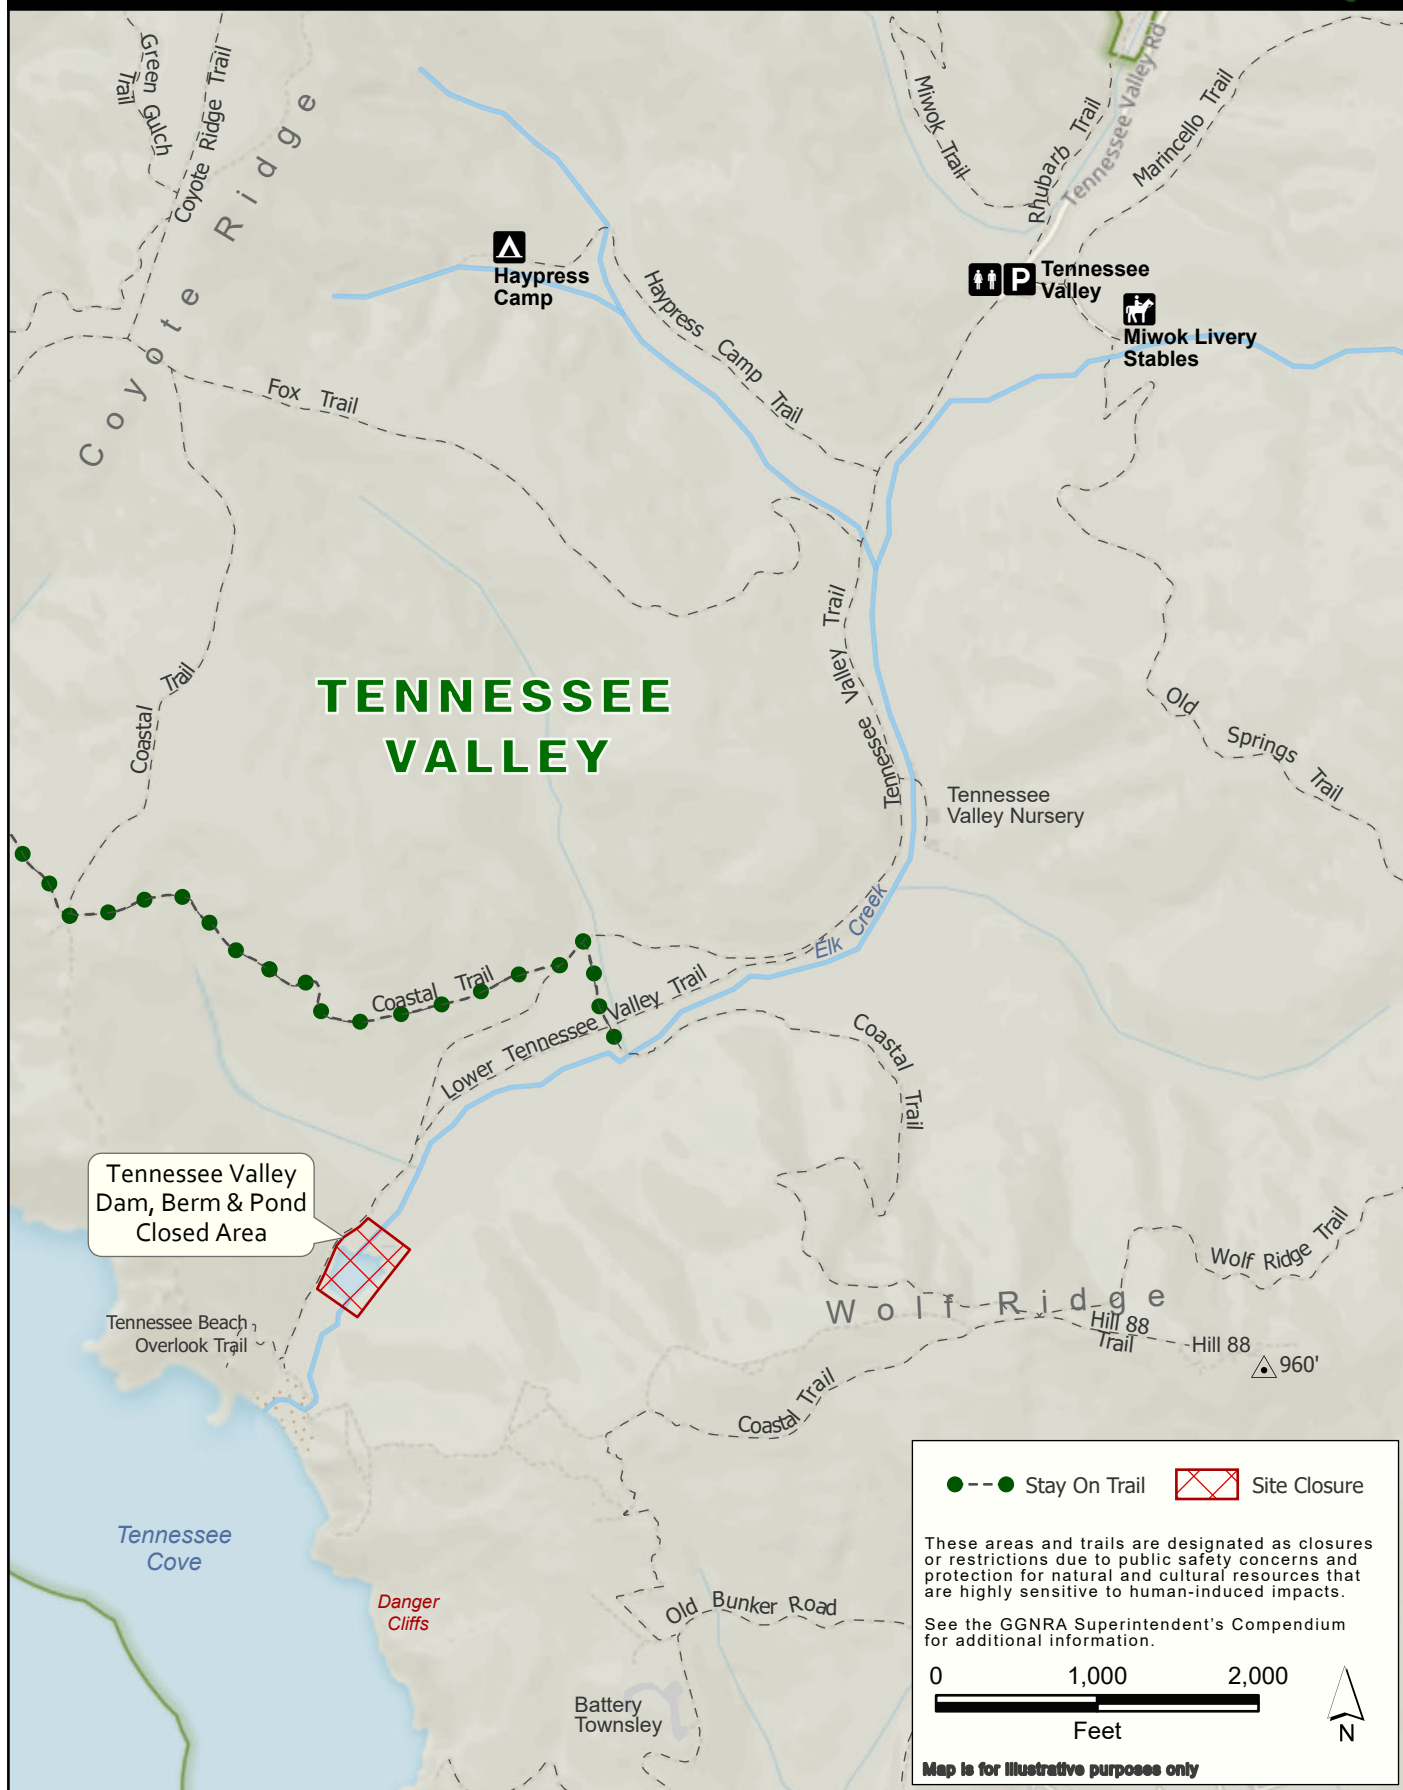 Green Gulch
Trail
Coyote Ridge Trail
Coyote Ridge
Miwok Trail
Rhubarb Trail
Tennessee Valley Rd
Marincello Trail
Haypress
Camp
Haypress Camp Trail
P
Tennessee
Valley
Miwok Livery
Stables
Fox Trail
Coastal Trail
TENNESSEE
VALLEY
Tennessee Valley Trail
Old Springs Trail
Tennessee
Valley Nursery
Elk Creek
Coastal Trail
Lower Tennessee Valley Trail
Coastal Trail
Tennessee Valley
Dam, Berm & Pond
Closed Area
Wolf Ridge Trail
Wolf Ridge
Hill 88
Trail
Hill 88
960'
Tennessee Beach
Overlook Trail
Coastal Trail
Tennessee
Cove
Danger
Cliffs
Old Bunker Road
Battery
Townsley
Stay On Trail
Site Closure
These areas and trails are designated as closures
or restrictions due to public safety concerns and
protection for natural and cultural resources that
are highly sensitive to human-induced impacts.
See the GGNRA Superintendent's Compendium
for additional information.
0 1,000 2,000
Feet
N
Map is for illustrative purposes only